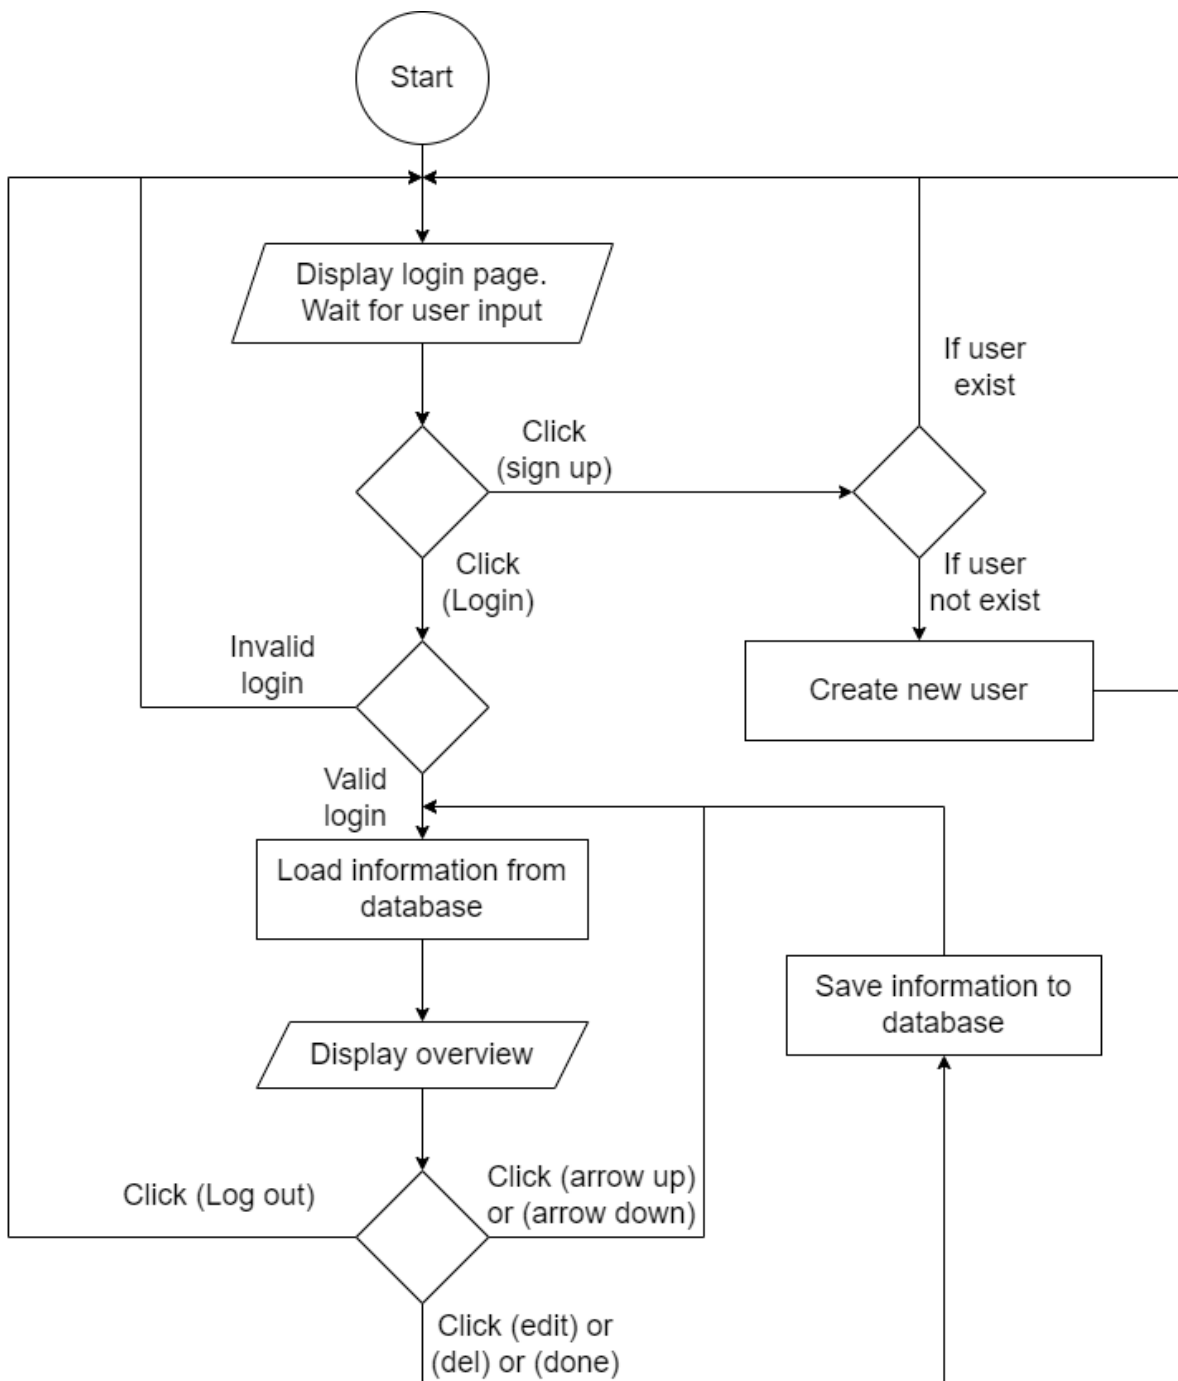 Start
Display login page.
Wait for user input
If user
exist
Click
(sign up)
Click
(Login)
If user
not exist
Invalid
login
Create new user
Valid
login
Load information from
database
Save information to
database
Display overview
Click (Log out)
Click (arrow up)
or (arrow down)
Click (edit) or
(del) or (done)